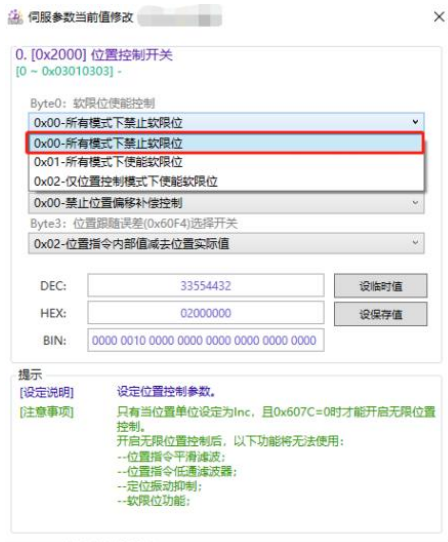 伺服参数当前值修改
0. [0x2000] 位置控制开关
[0 ~ 0x03010303] -
Byte0：软限位使能控制
0x00-所有模式下禁止软限位
0x00-所有模式下禁止软限位
0x01-所有模式下使能软限位
0x02-仅位置控制模式下使能软限位
0x00-禁止位置偏移补偿控制
Byte3：位置跟随误差(0x60F4)选择开关
0x02-位置指令内部值减去位置实际值
DEC: 33554432 设临时值
HEX: 02000000 设保存值
BIN: 0000 0010 0000 0000 0000 0000 0000 0000
提示
[设定说明] 设定位置控制参数。
[注意事项] 只有当位置单位设定为Inc，且0x607C=0时才能开启无限位置
控制。
开启无限位置控制后，以下功能将无法使用：
--位置指令平滑滤波；
--位置指令低通滤波器；
--定位振动抑制；
--软限位功能；